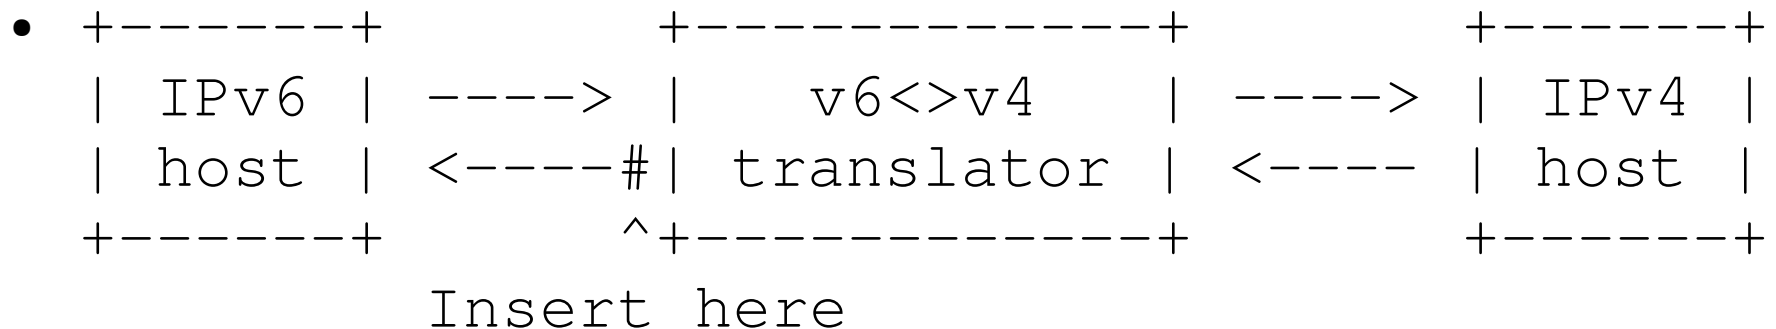 • +-------+       +-------------+       +-------+
| IPv6 | ----> | v6<>v4 | ----> | IPv4 |
| host | <----#| translator | <---- | host |
+-------+      ^+-------------+       +-------+
Insert here